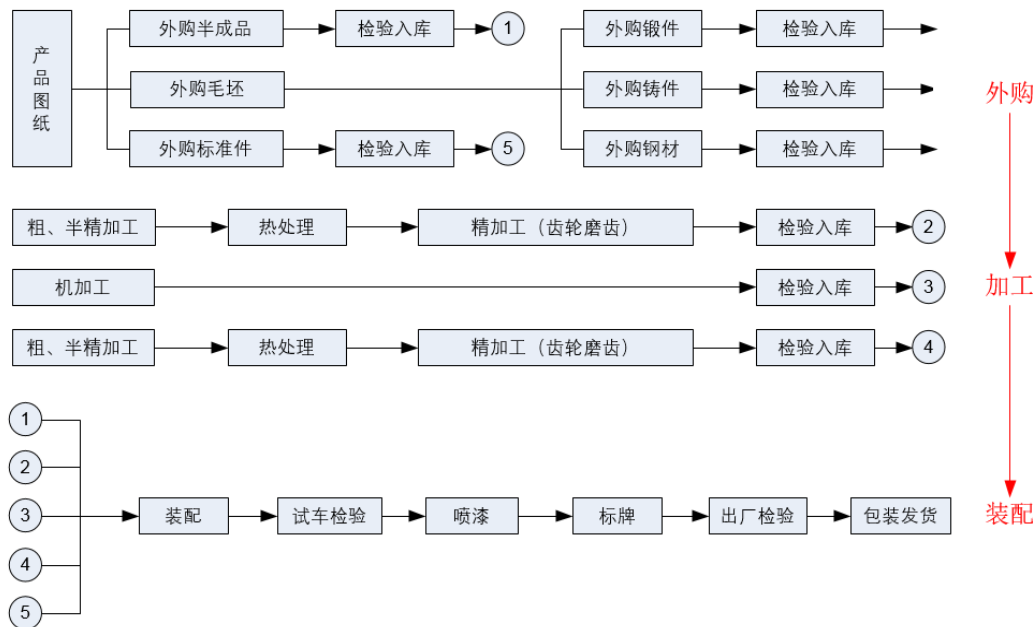 产品图纸
外购半成品 检验入库 1 外购锻件 检验入库
外购毛坯 外购铸件 检验入库 外购
外购标准件 检验入库 5 外购钢材 检验入库
粗、半精加工 热处理 精加工（齿轮磨齿） 检验入库 2
机加工 检验入库 3 加工
粗、半精加工 热处理 精加工（齿轮磨齿） 检验入库 4
1
2
3 装配 试车检验 喷漆 标牌 出厂检验 包装发货 装配
4
5